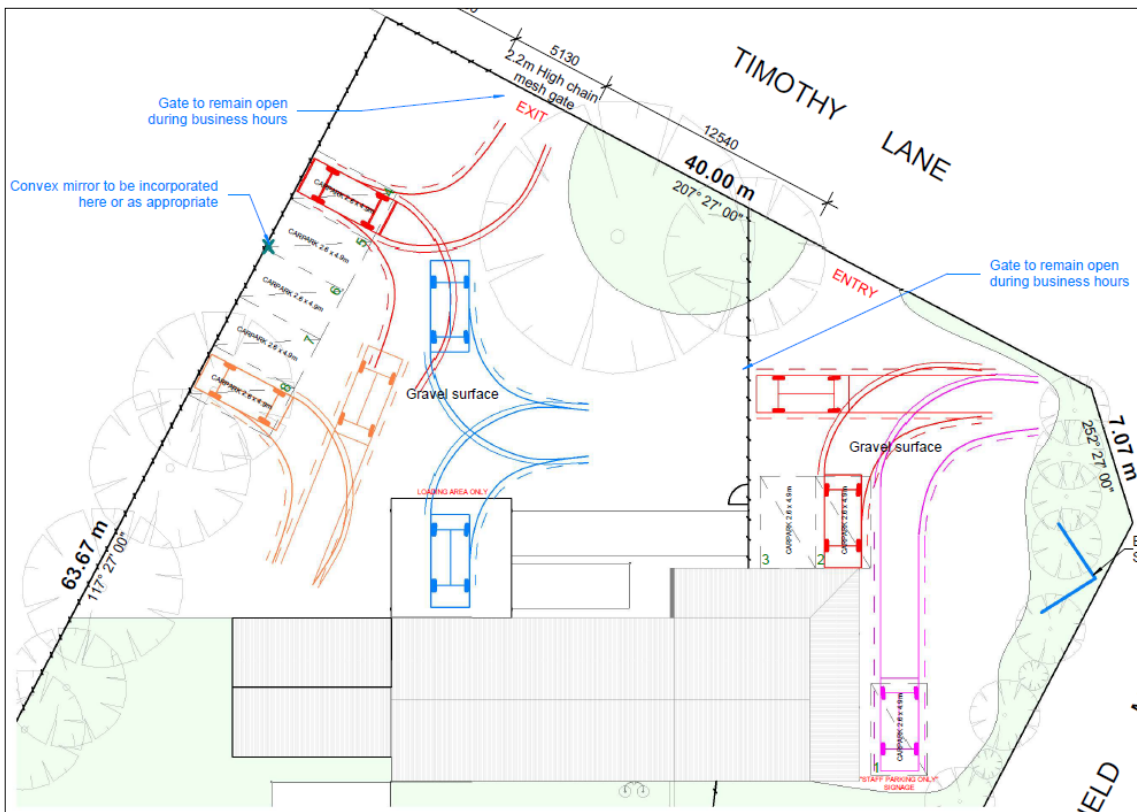 TIMOTHY LANE
5130
2.2m High chain
mesh gate
EXIT
12540
40.00 m
207° 27' 00"
Gate to remain open
during business hours
Convex mirror to be incorporated
here or as appropriate
CARPARK 2.6 x 4.9m
4
CARPARK 2.6 x 4.9m
5
CARPARK 2.6 x 4.9m
6
CARPARK 2.6 x 4.9m
7
CARPARK 2.6 x 4.9m
8
ENTRY
Gate to remain open
during business hours
Gravel surface
Gravel surface
7.07 m
252° 27' 00"
LOADING AREA ONLY
CARPARK 2.6 x 4.9m
3
CARPARK 2.6 x 4.9m
2
63.67 m
117° 27' 00"
CARPARK 2.6 x 4.9m
1
"STAFF PARKING ONLY"
SIGNAGE